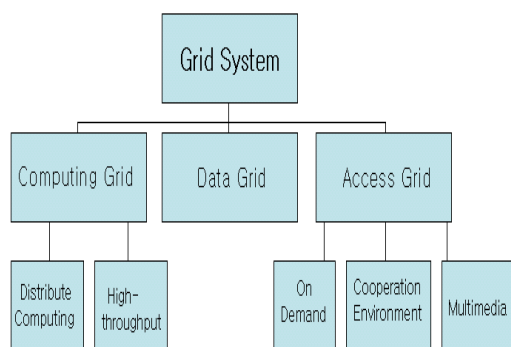 Grid System
Computing Grid
Data Grid
Access Grid
Distribute
Computing
High-
throughput
On
Demand
Cooperation
Environment
Multimedia